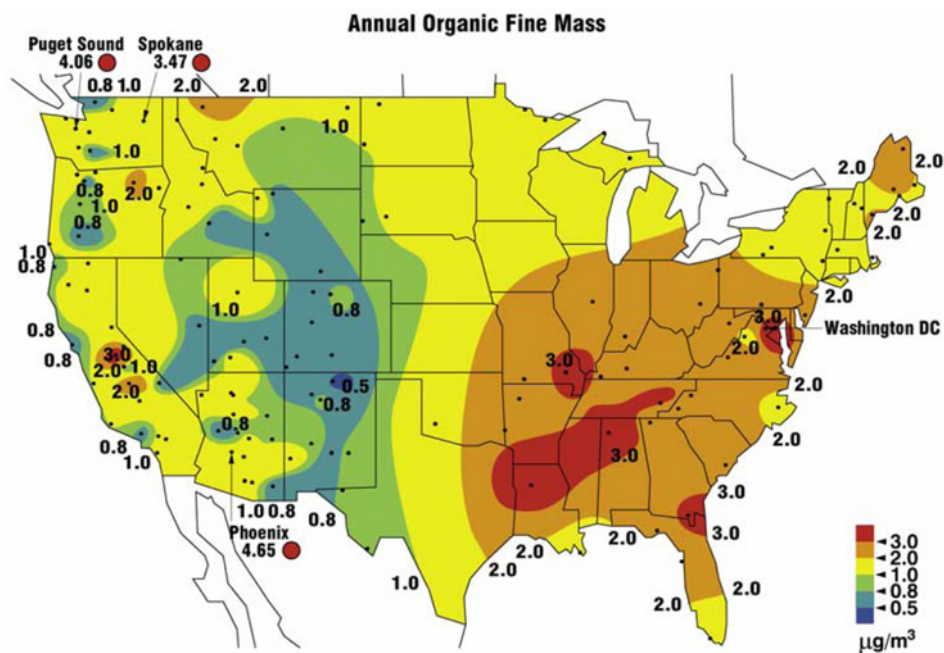 Annual Organic Fine Mass
Puget Sound Spokane
4.06 3.47
0.8 1.0 2.0 2.0
1.0
2.0 2.0
1.0
0.8 2.0
1.0
0.8
2.0
2.0
1.0
0.8
2.0
1.0 0.8
0.8 3.0 Washington DC
0.8 3.0 2.0
2.0 1.0 3.0
0.5 2.0
2.0 0.8
0.8 2.0
0.8 3.0
1.0
3.0
1.0 0.8 0.8
Phoenix
4.65
3.0
2.0 2.0
2.0
1.0 2.0 2.0
3.0
2.0
1.0
0.8
0.5
µg/m³